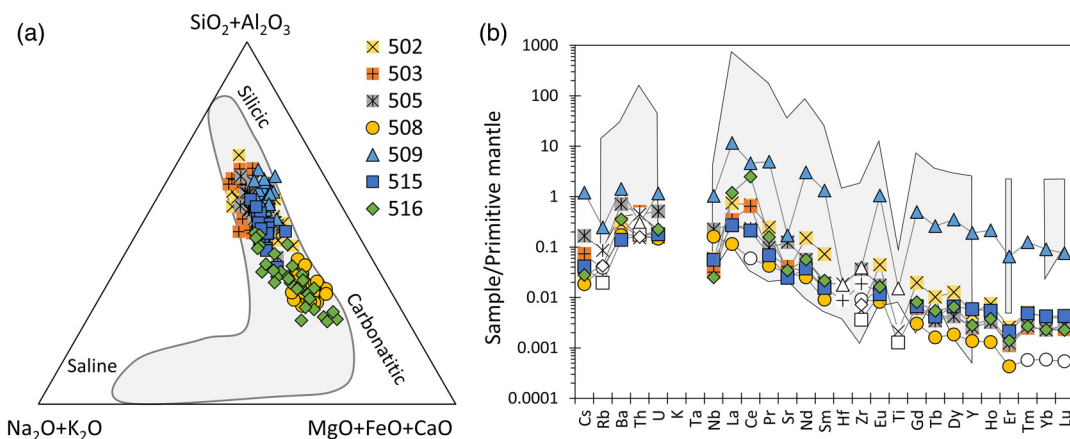 (a)
SiO₂+Al₂O₃
502
503
505
508
509
515
516
Silicic
Carbonatitic
Saline
Na₂O+K₂O
MgO+FeO+CaO
(b)
Sample/Primitive mantle
1000
100
10
1
0.1
0.01
0.001
0.0001
Cs Rb Ba Th U K Ta Nb La Ce Pr Sr Nd Sm Hf Zr Eu Ti Gd Tb Dy Y Ho Er Tm Yb Lu